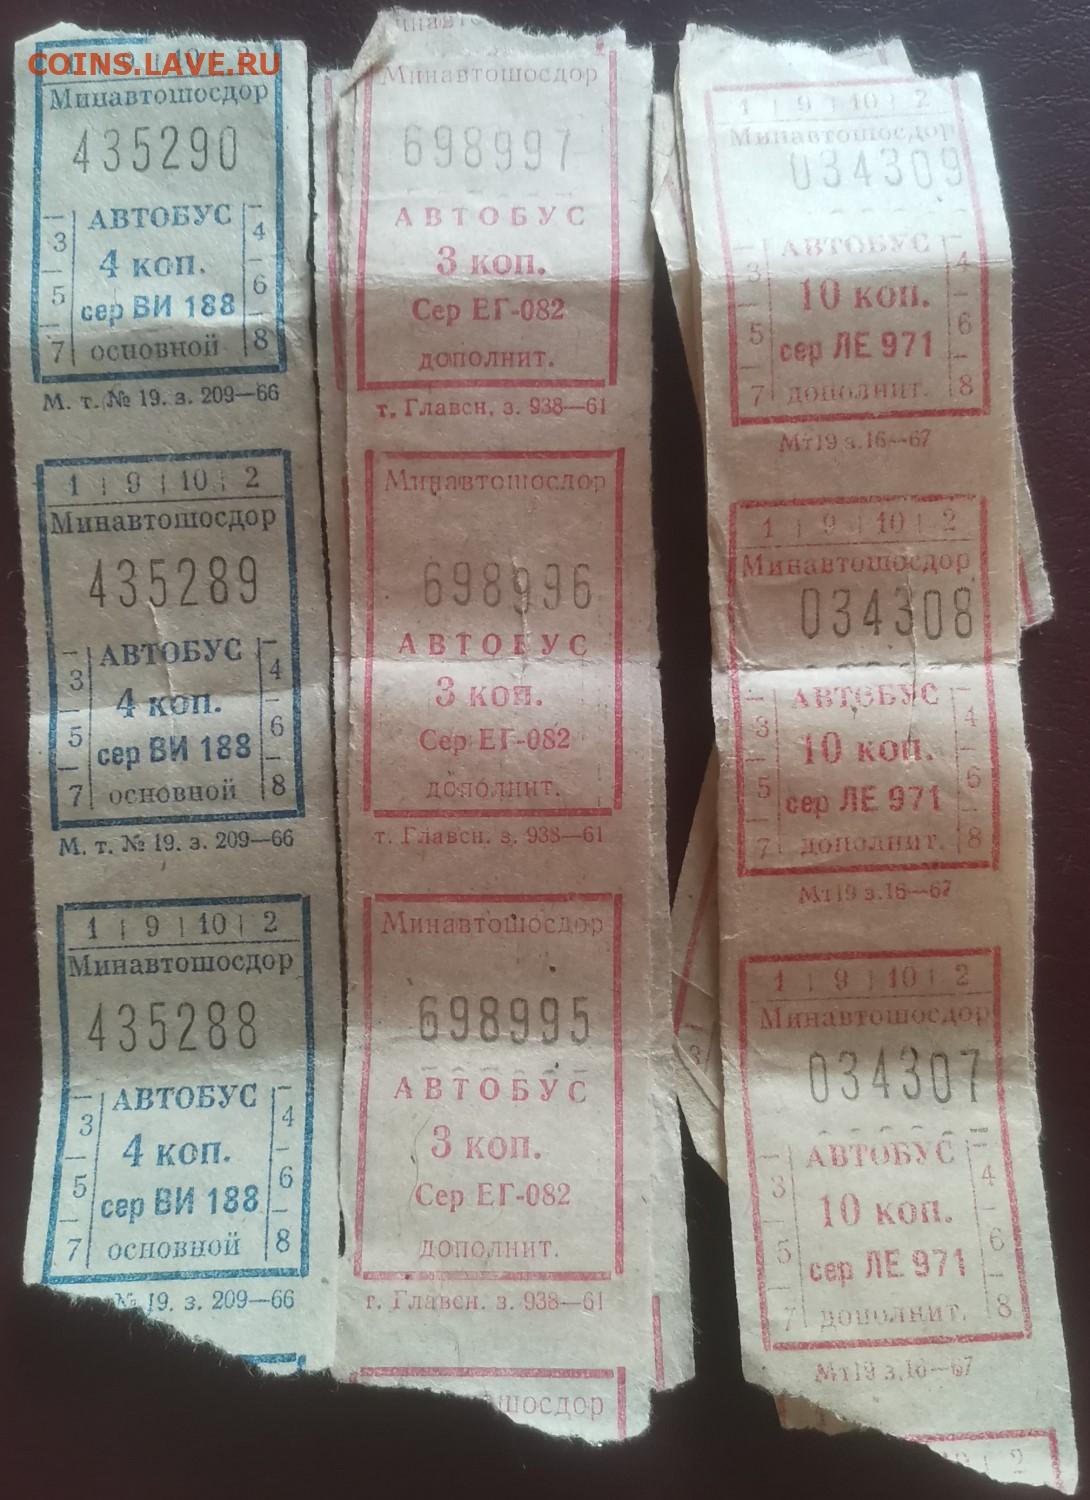 COINS.LAVE.RU
10 2
Минавтошосдор
435290
АВТОБУС
3 4
4 коп.
5 6
сер ВИ 188
7 8
основной
М. т. № 19. з. 209—66
1 9 10 2
Минавтошосдор
435289
АВТОБУС
3 4
4 коп.
5 6
сер ВИ 188
7 8
основной
М. т. № 19. з. 209—66
1 9 10 2
Минавтошосдор
435288
АВТОБУС
3 4
4 коп.
5 6
сер ВИ 188
7 8
основной
№ 19. з. 209—66
Минавтошосдор
698997
АВТОБУС
3 коп.
Сер ЕГ-082
дополнит.
т. Главсн. з. 938—61
Минавтошосдор
698996
АВТОБУС
3 коп.
Сер ЕГ-082
дополнит.
т. Главсн. з. 938—61
Минавтошосдор
698995
АВТОБУС
3 коп.
Сер ЕГ-082
дополнит.
т. Главсн. з. 938—61
шосдор
1 9 10 2
Минавтошосдор
034309
АВТОБУС
3 4
10 коп.
5 6
сер ЛЕ 971
7 8
дополнит.
Мт19 з.16—67
1 9 10 2
Минавтошосдор
034308
АВТОБУС
3 4
10 коп.
5 6
сер ЛЕ 971
7 8
дополнит.
Мт19 з.16—67
1 9 10 2
Минавтошосдор
034307
АВТОБУС
3 4
10 коп.
5 6
сер ЛЕ 971
7 8
дополнит.
Мт19 з.16—67
2